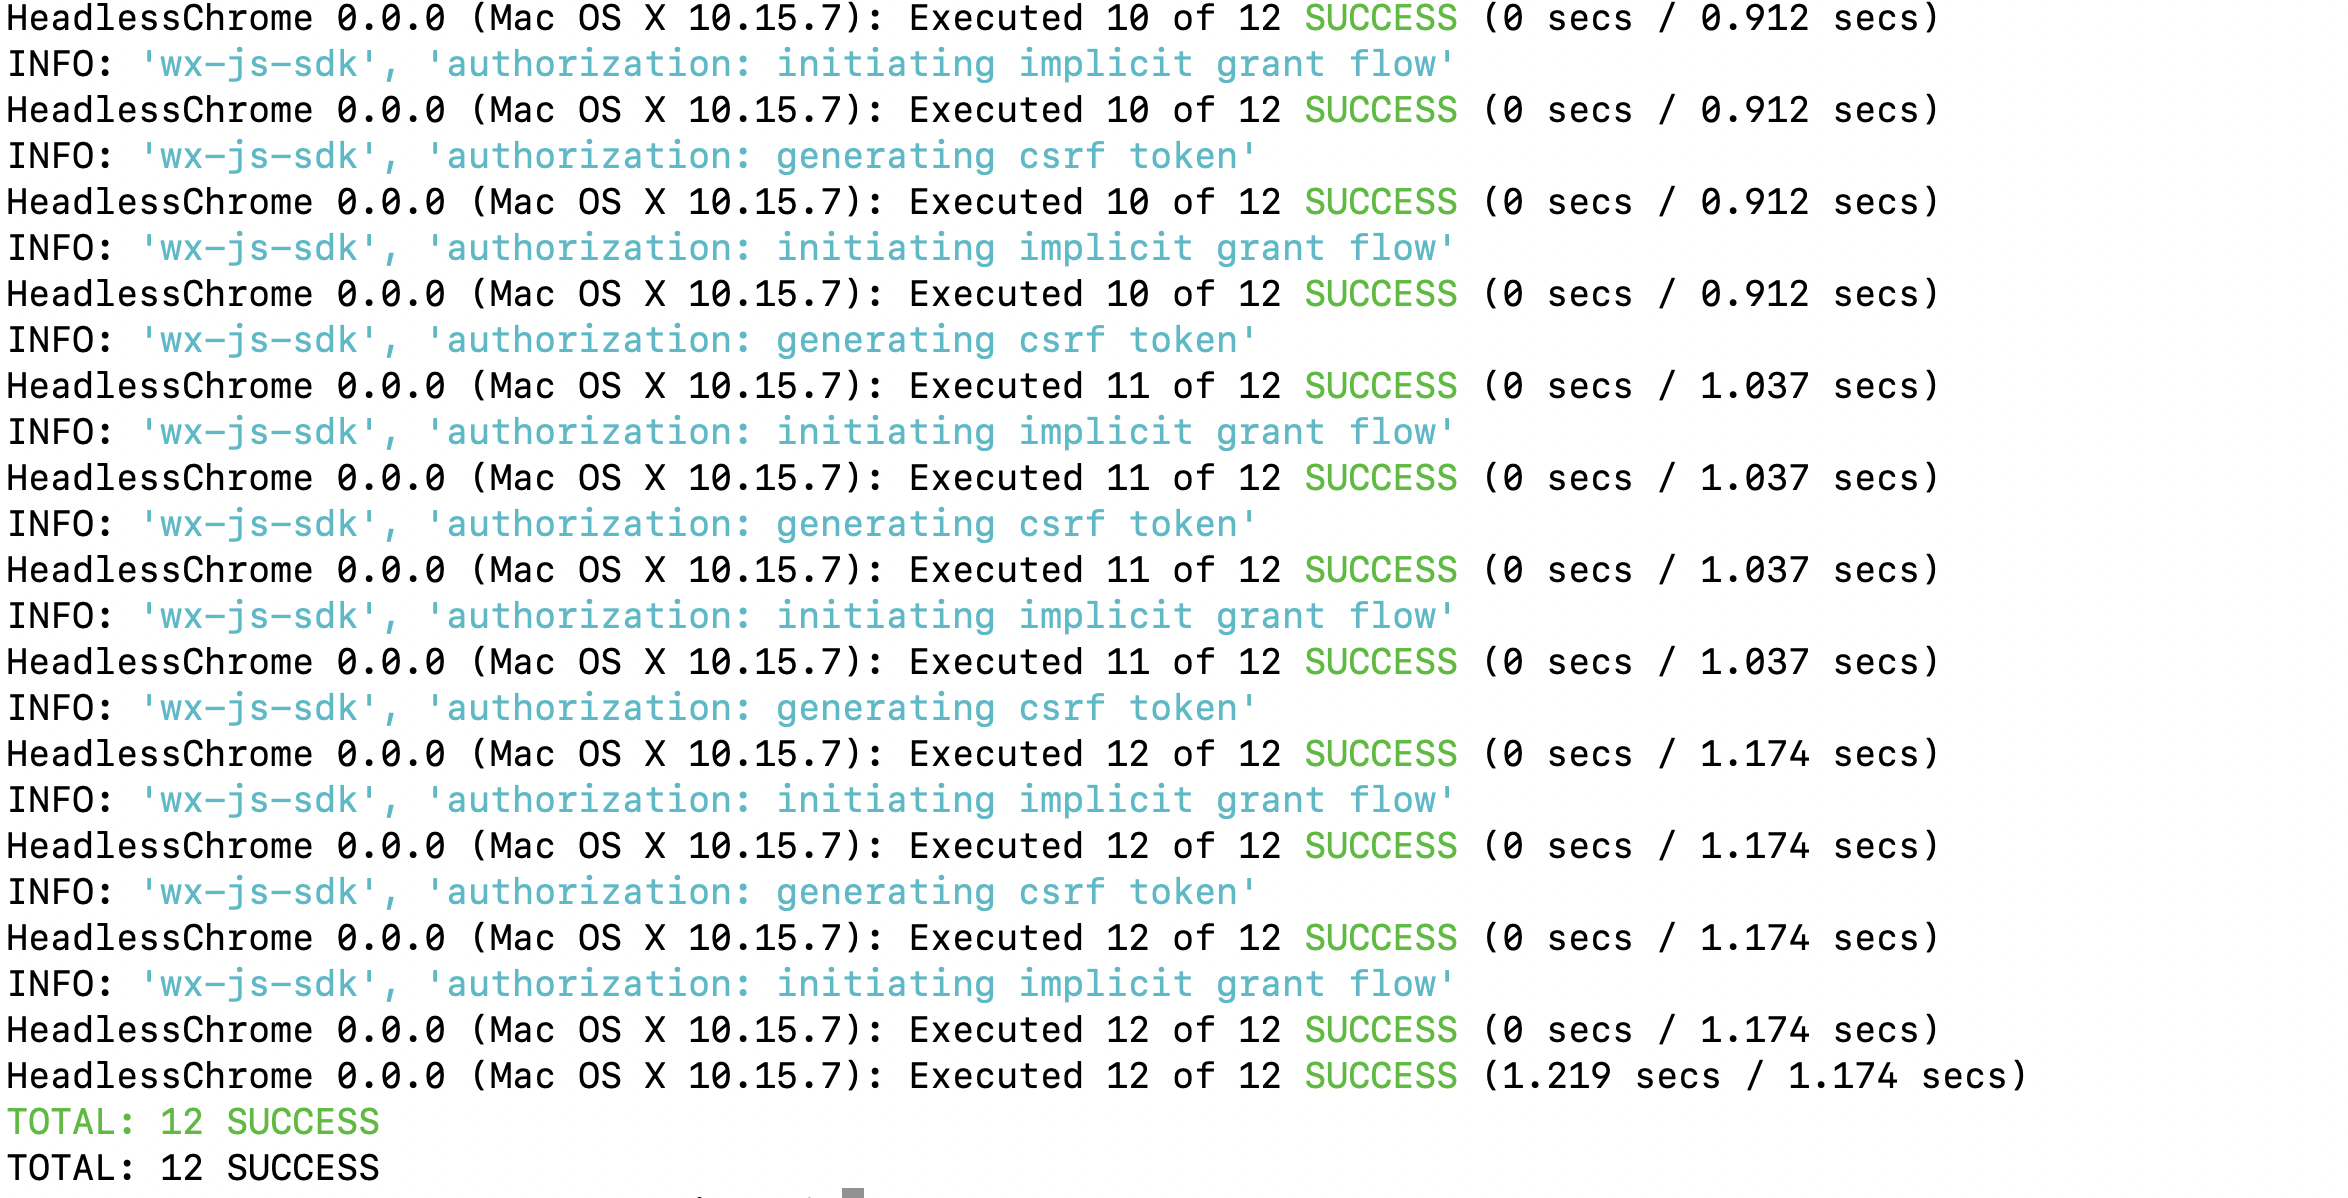 HeadlessChrome 0.0.0 (Mac OS X 10.15.7): Executed 10 of 12 SUCCESS (0 secs / 0.912 secs)
INFO: 'wx-js-sdk', 'authorization: initiating implicit grant flow'
HeadlessChrome 0.0.0 (Mac OS X 10.15.7): Executed 10 of 12 SUCCESS (0 secs / 0.912 secs)
INFO: 'wx-js-sdk', 'authorization: generating csrf token'
HeadlessChrome 0.0.0 (Mac OS X 10.15.7): Executed 10 of 12 SUCCESS (0 secs / 0.912 secs)
INFO: 'wx-js-sdk', 'authorization: initiating implicit grant flow'
HeadlessChrome 0.0.0 (Mac OS X 10.15.7): Executed 10 of 12 SUCCESS (0 secs / 0.912 secs)
INFO: 'wx-js-sdk', 'authorization: generating csrf token'
HeadlessChrome 0.0.0 (Mac OS X 10.15.7): Executed 11 of 12 SUCCESS (0 secs / 1.037 secs)
INFO: 'wx-js-sdk', 'authorization: initiating implicit grant flow'
HeadlessChrome 0.0.0 (Mac OS X 10.15.7): Executed 11 of 12 SUCCESS (0 secs / 1.037 secs)
INFO: 'wx-js-sdk', 'authorization: generating csrf token'
HeadlessChrome 0.0.0 (Mac OS X 10.15.7): Executed 11 of 12 SUCCESS (0 secs / 1.037 secs)
INFO: 'wx-js-sdk', 'authorization: initiating implicit grant flow'
HeadlessChrome 0.0.0 (Mac OS X 10.15.7): Executed 11 of 12 SUCCESS (0 secs / 1.037 secs)
INFO: 'wx-js-sdk', 'authorization: generating csrf token'
HeadlessChrome 0.0.0 (Mac OS X 10.15.7): Executed 12 of 12 SUCCESS (0 secs / 1.174 secs)
INFO: 'wx-js-sdk', 'authorization: initiating implicit grant flow'
HeadlessChrome 0.0.0 (Mac OS X 10.15.7): Executed 12 of 12 SUCCESS (0 secs / 1.174 secs)
INFO: 'wx-js-sdk', 'authorization: generating csrf token'
HeadlessChrome 0.0.0 (Mac OS X 10.15.7): Executed 12 of 12 SUCCESS (0 secs / 1.174 secs)
INFO: 'wx-js-sdk', 'authorization: initiating implicit grant flow'
HeadlessChrome 0.0.0 (Mac OS X 10.15.7): Executed 12 of 12 SUCCESS (0 secs / 1.174 secs)
HeadlessChrome 0.0.0 (Mac OS X 10.15.7): Executed 12 of 12 SUCCESS (1.219 secs / 1.174 secs)
TOTAL: 12 SUCCESS
TOTAL: 12 SUCCESS